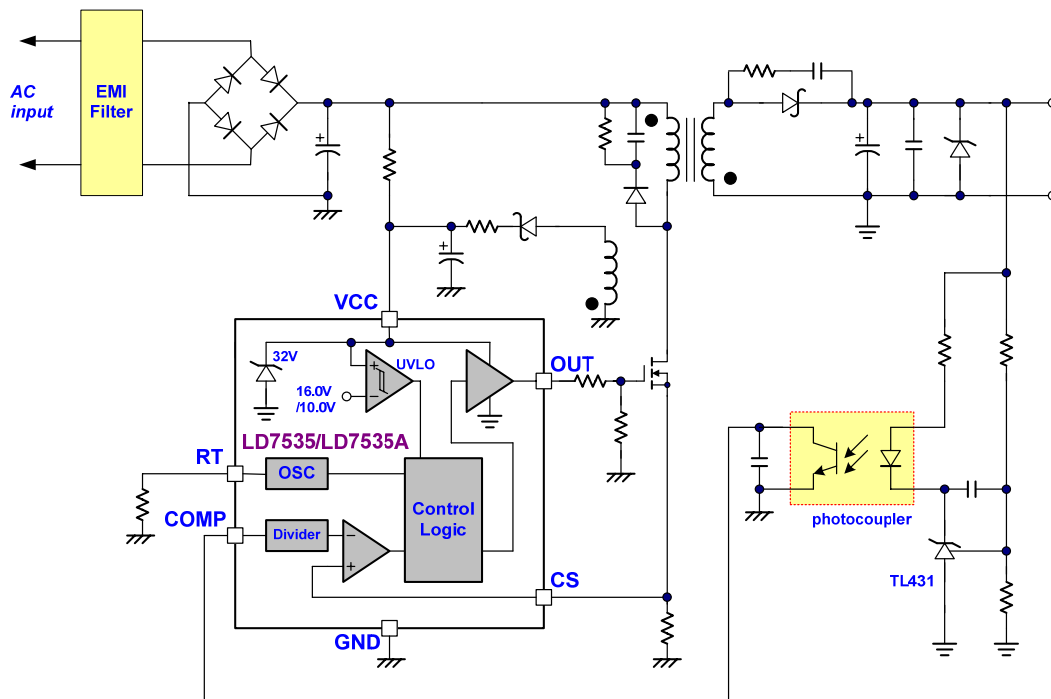 AC
input
EMI
Filter
+
+
+
VCC
32V
+
UVLO
−
16.0V
/10.0V
OUT
LD7535/LD7535A
RT
OSC
COMP
Divider
−
+
Control
Logic
CS
GND
photocoupler
TL431